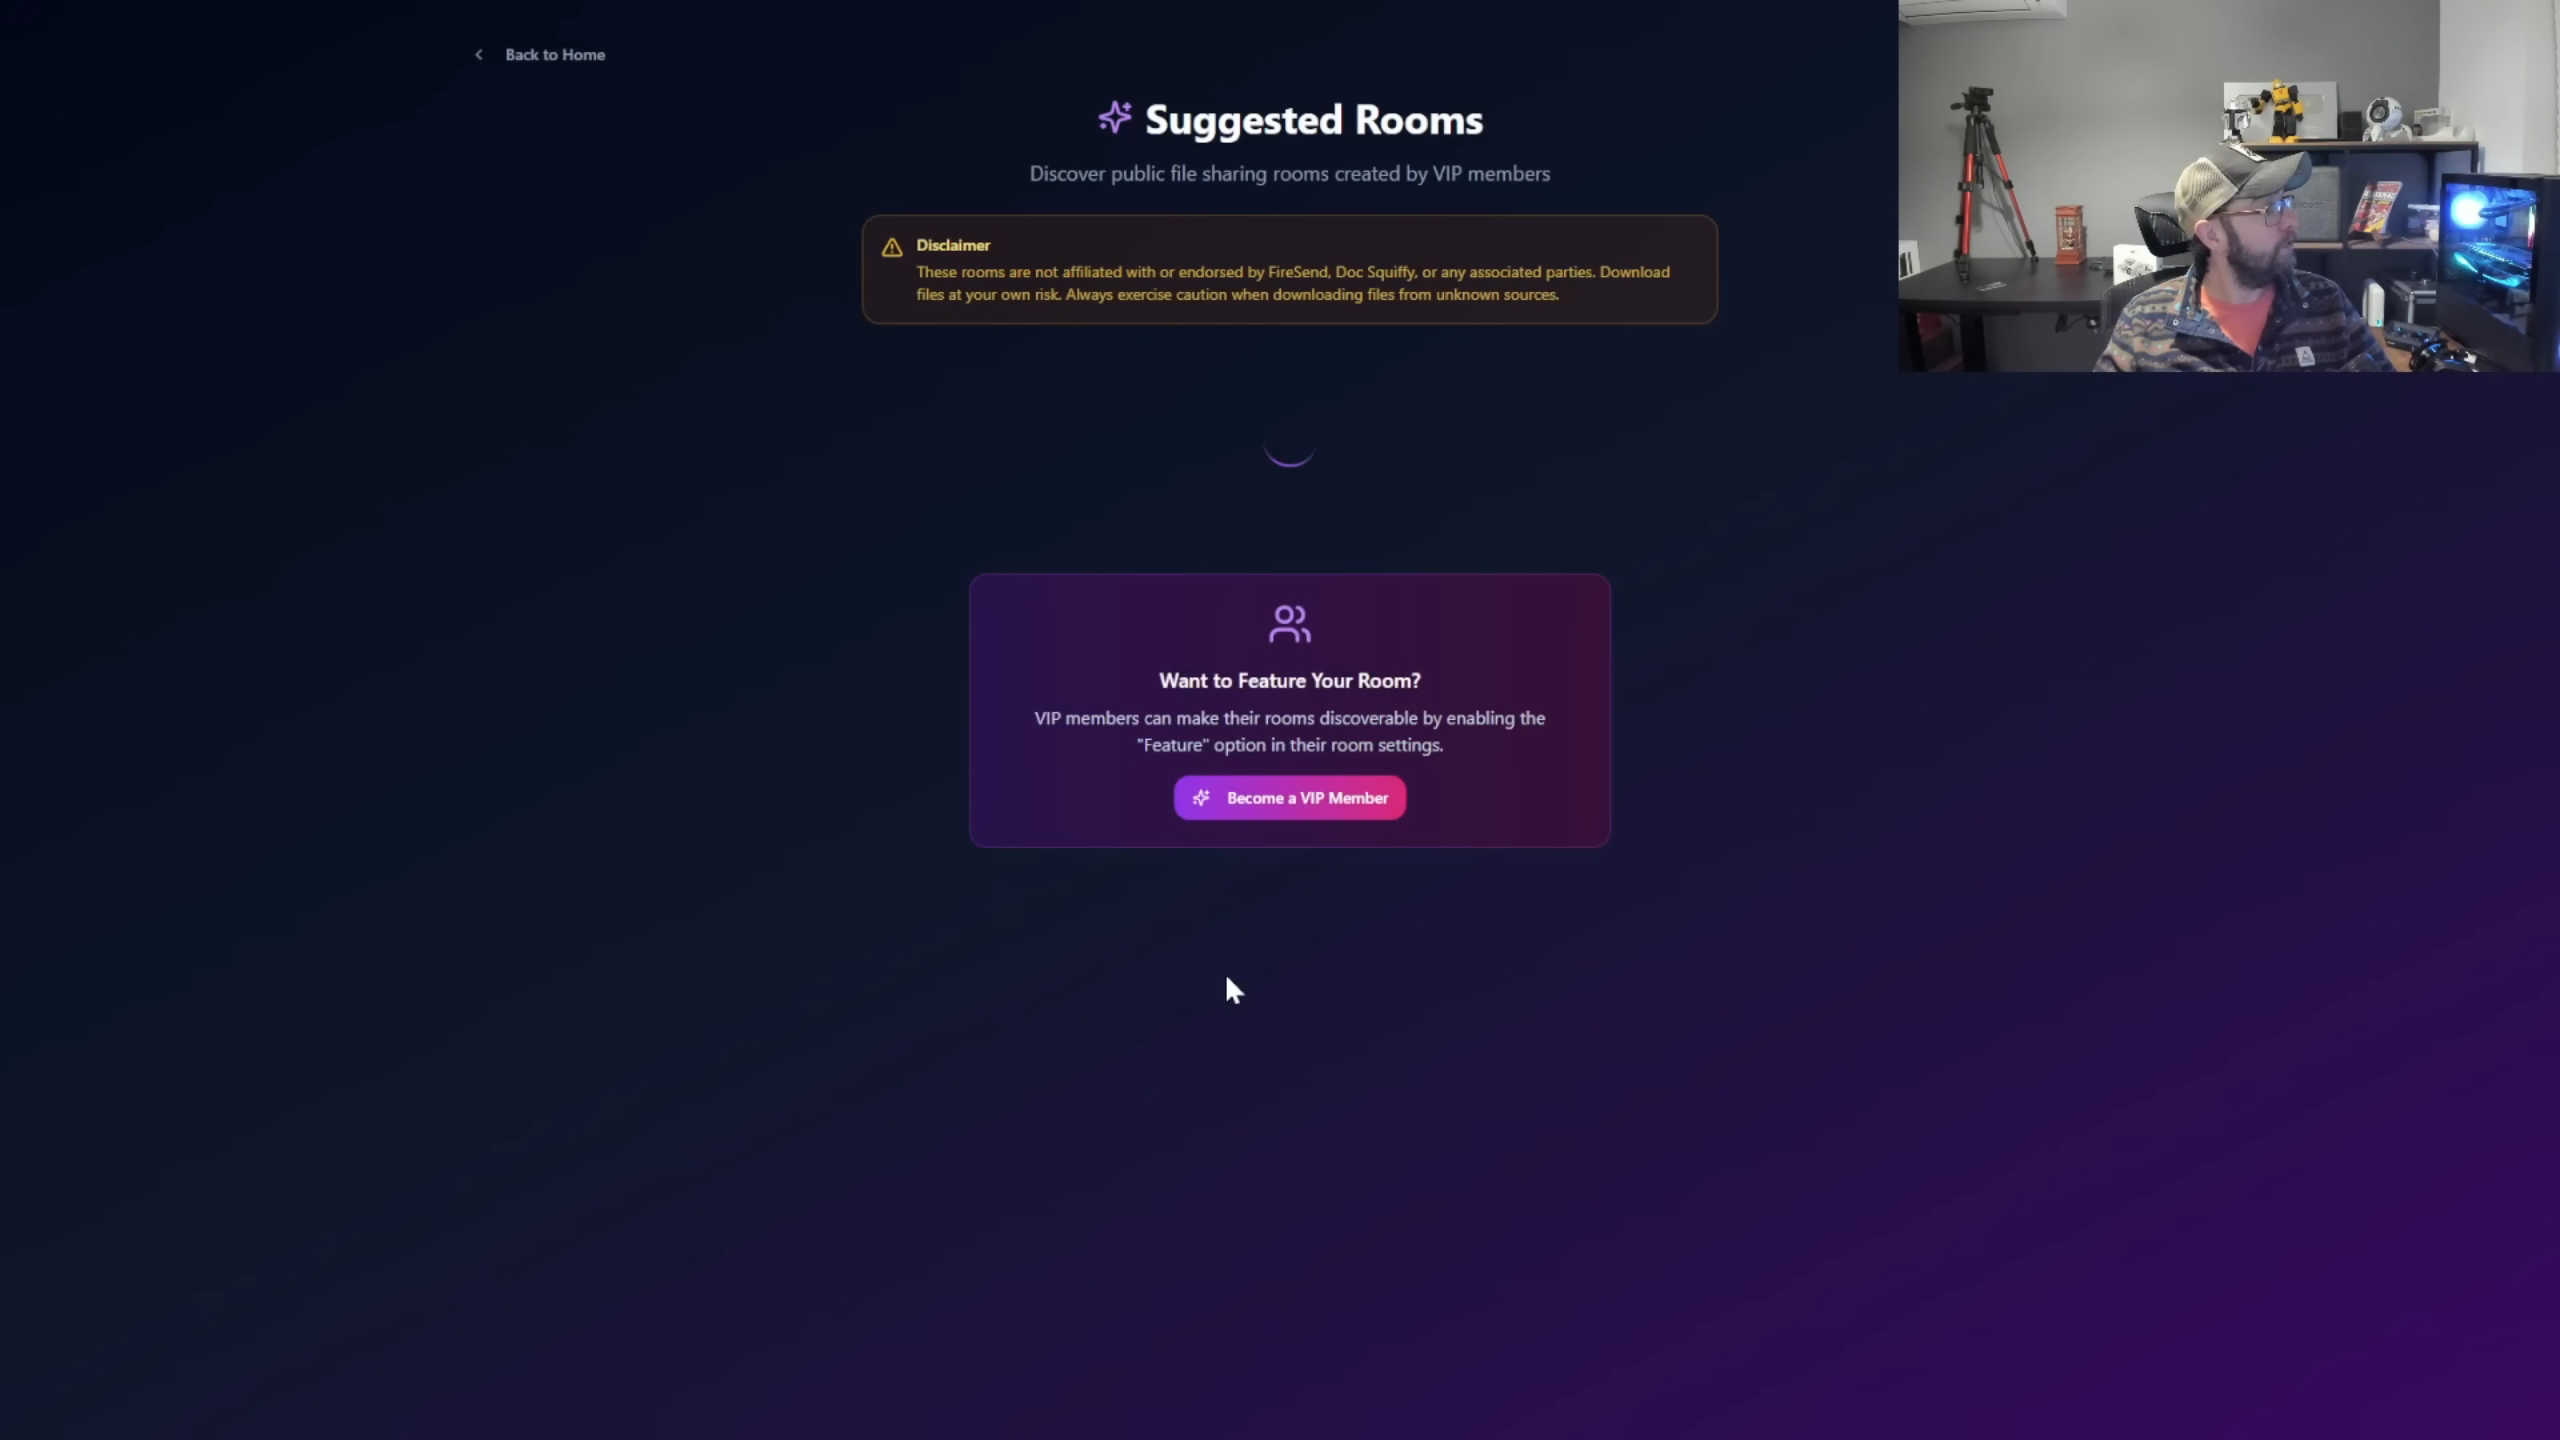 Back to Home
Suggested Rooms
Discover public file sharing rooms created by VIP members
Disclaimer
These rooms are not affiliated with or endorsed by FireSend, Doc Squiffy, or any associated parties. Download
files at your own risk. Always exercise caution when downloading files from unknown sources.
Want to Feature Your Room?
VIP members can make their rooms discoverable by enabling the
"Feature" option in their room settings.
Become a VIP Member